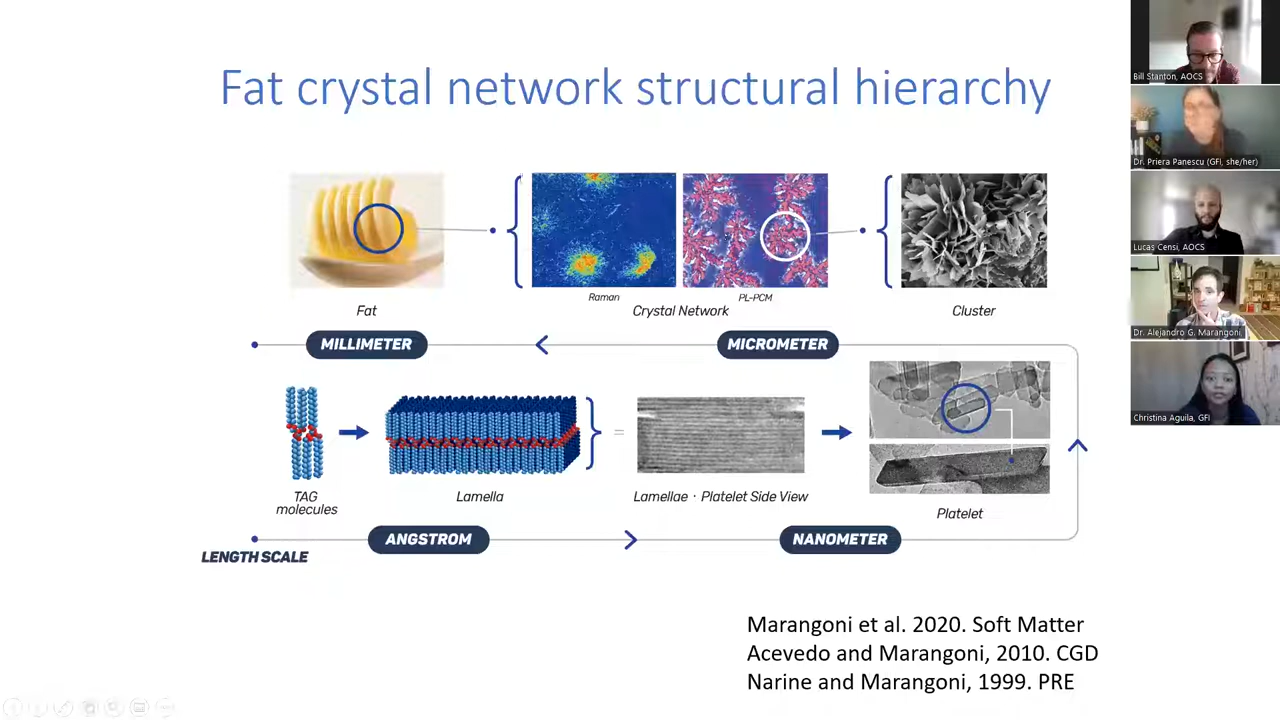 Fat crystal network structural hierarchy
Fat
Raman
PL-PCM
Crystal Network
Cluster
MILLIMETER
MICROMETER
TAG
molecules
Lamella
Lamellae · Platelet Side View
Platelet
ANGSTROM
NANOMETER
LENGTH SCALE
Marangoni et al. 2020. Soft Matter
Acevedo and Marangoni, 2010. CGD
Narine and Marangoni, 1999. PRE
Bill Stanton, AOCS
Dr. Priera Panescu (GFI, she/her)
Lucas Censi, AOCS
Dr. Alejandro G. Marangoni
Christina Aguila, GFI